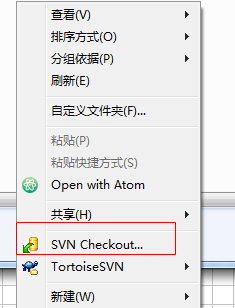 查看(V)
排序方式(O)
分组依据(P)
刷新(E)
自定义文件夹(F)...
粘贴(P)
粘贴快捷方式(S)
Open with Atom
共享(H)
SVN Checkout...
TortoiseSVN
新建(W)